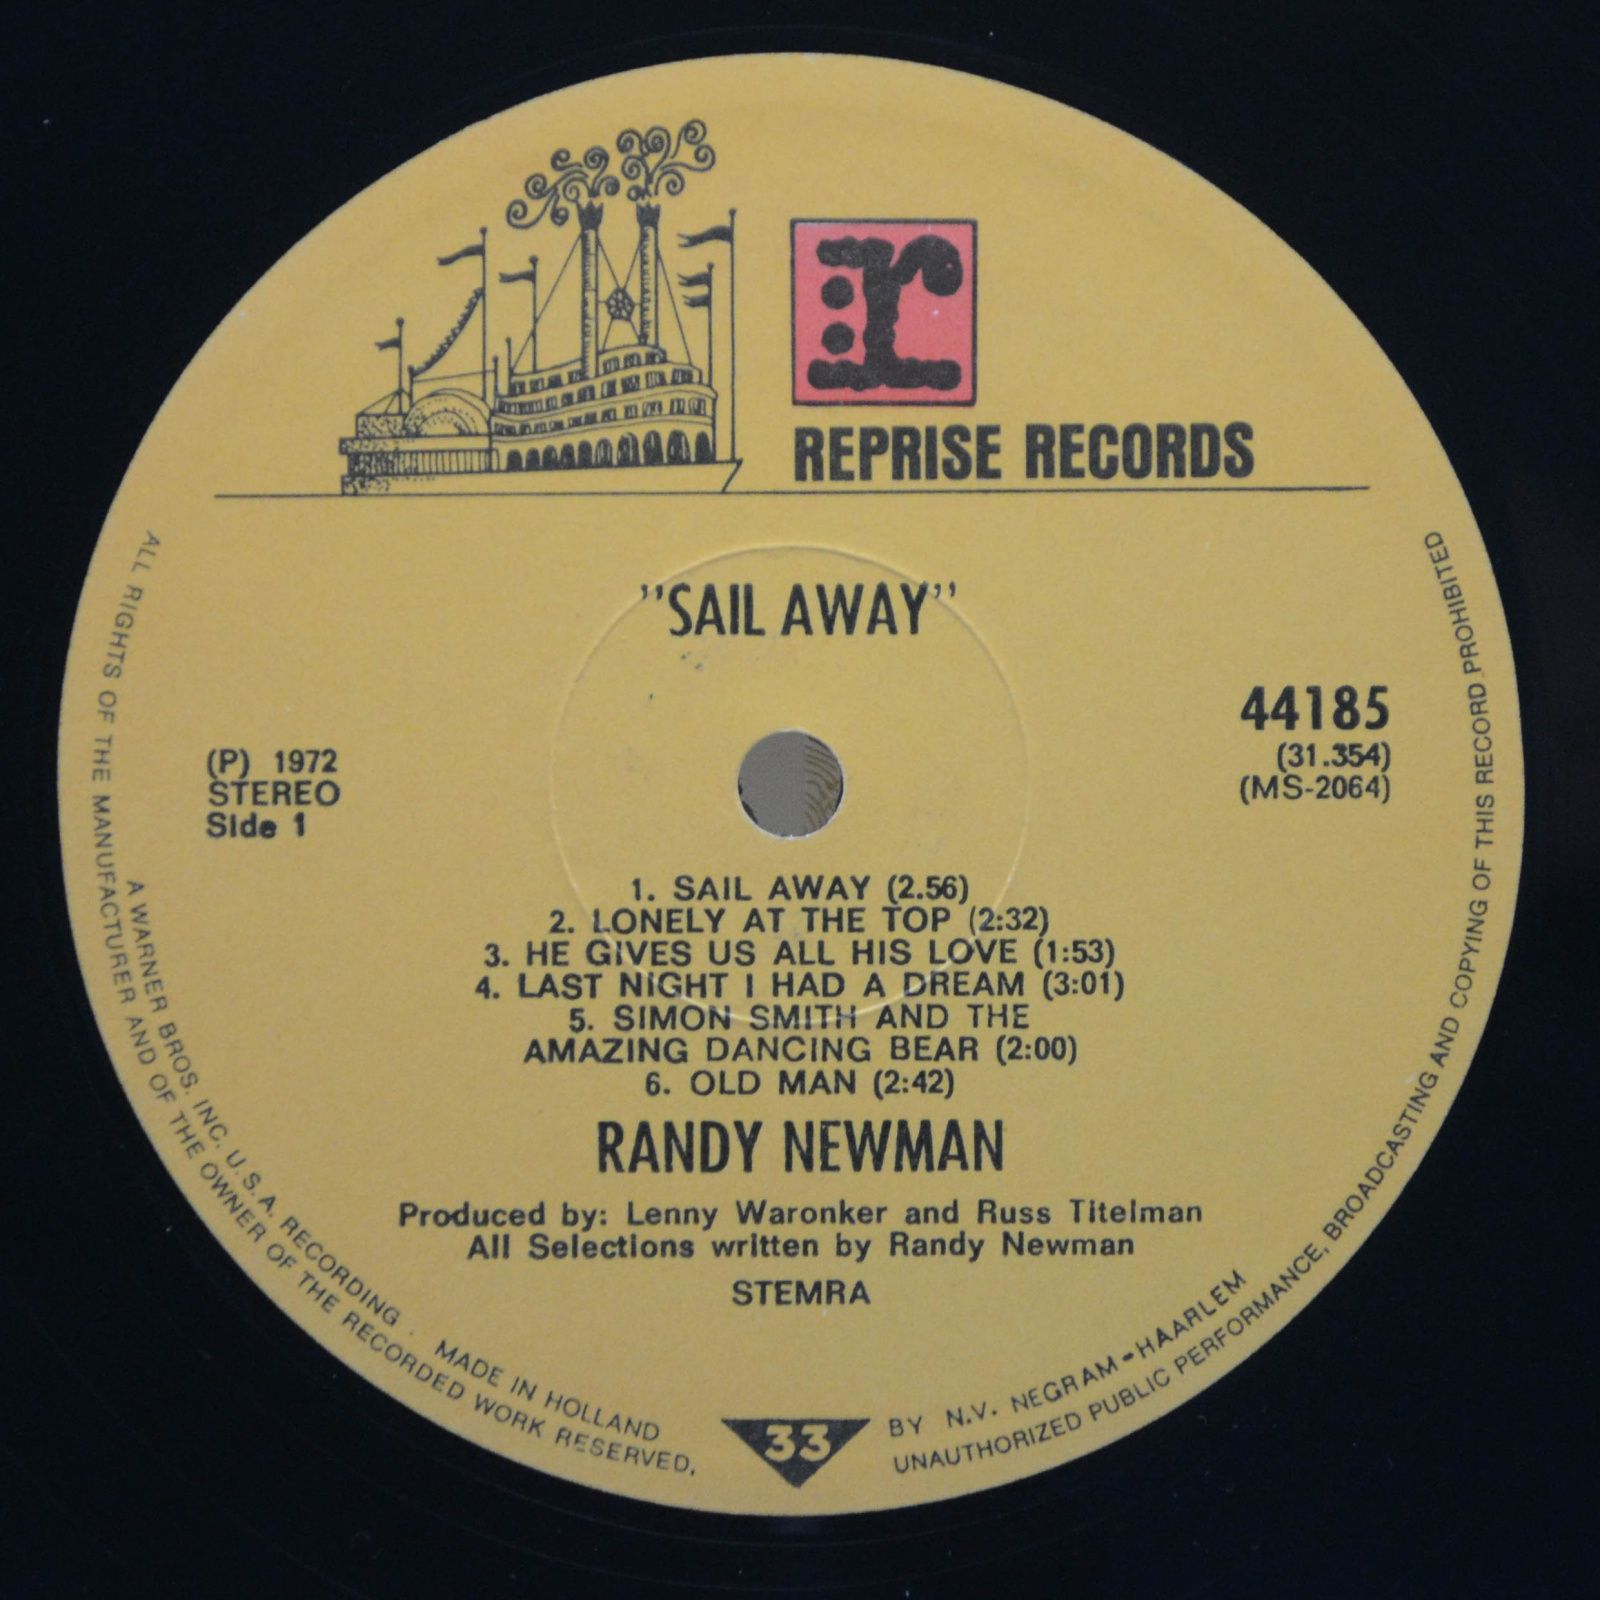 r:
REPRISE RECORDS
"SAIL AWAY"
44185
(31.354)
(MS-2064)
(P) 1972
STEREO
Side 1
1. SAIL AWAY (2.56)
2. LONELY AT THE TOP (2:32)
3. HE GIVES US ALL HIS LOVE (1:53)
4. LAST NIGHT I HAD A DREAM (3:01)
5. SIMON SMITH AND THE
AMAZING DANCING BEAR (2:00)
6. OLD MAN (2:42)
RANDY NEWMAN
Produced by: Lenny Waronker and Russ Titelman
All Selections written by Randy Newman
STEMRA
33
A WARNER BROS. INC. U.S.A. RECORDING . MADE IN HOLLAND BY N.V. NEGRAM-HAARLEM
ALL RIGHTS OF THE MANUFACTURER AND OF THE OWNER OF THE RECORDED WORK RESERVED, UNAUTHORIZED PUBLIC PERFORMANCE, BROADCASTING AND COPYING OF THIS RECORD PROHIBITED